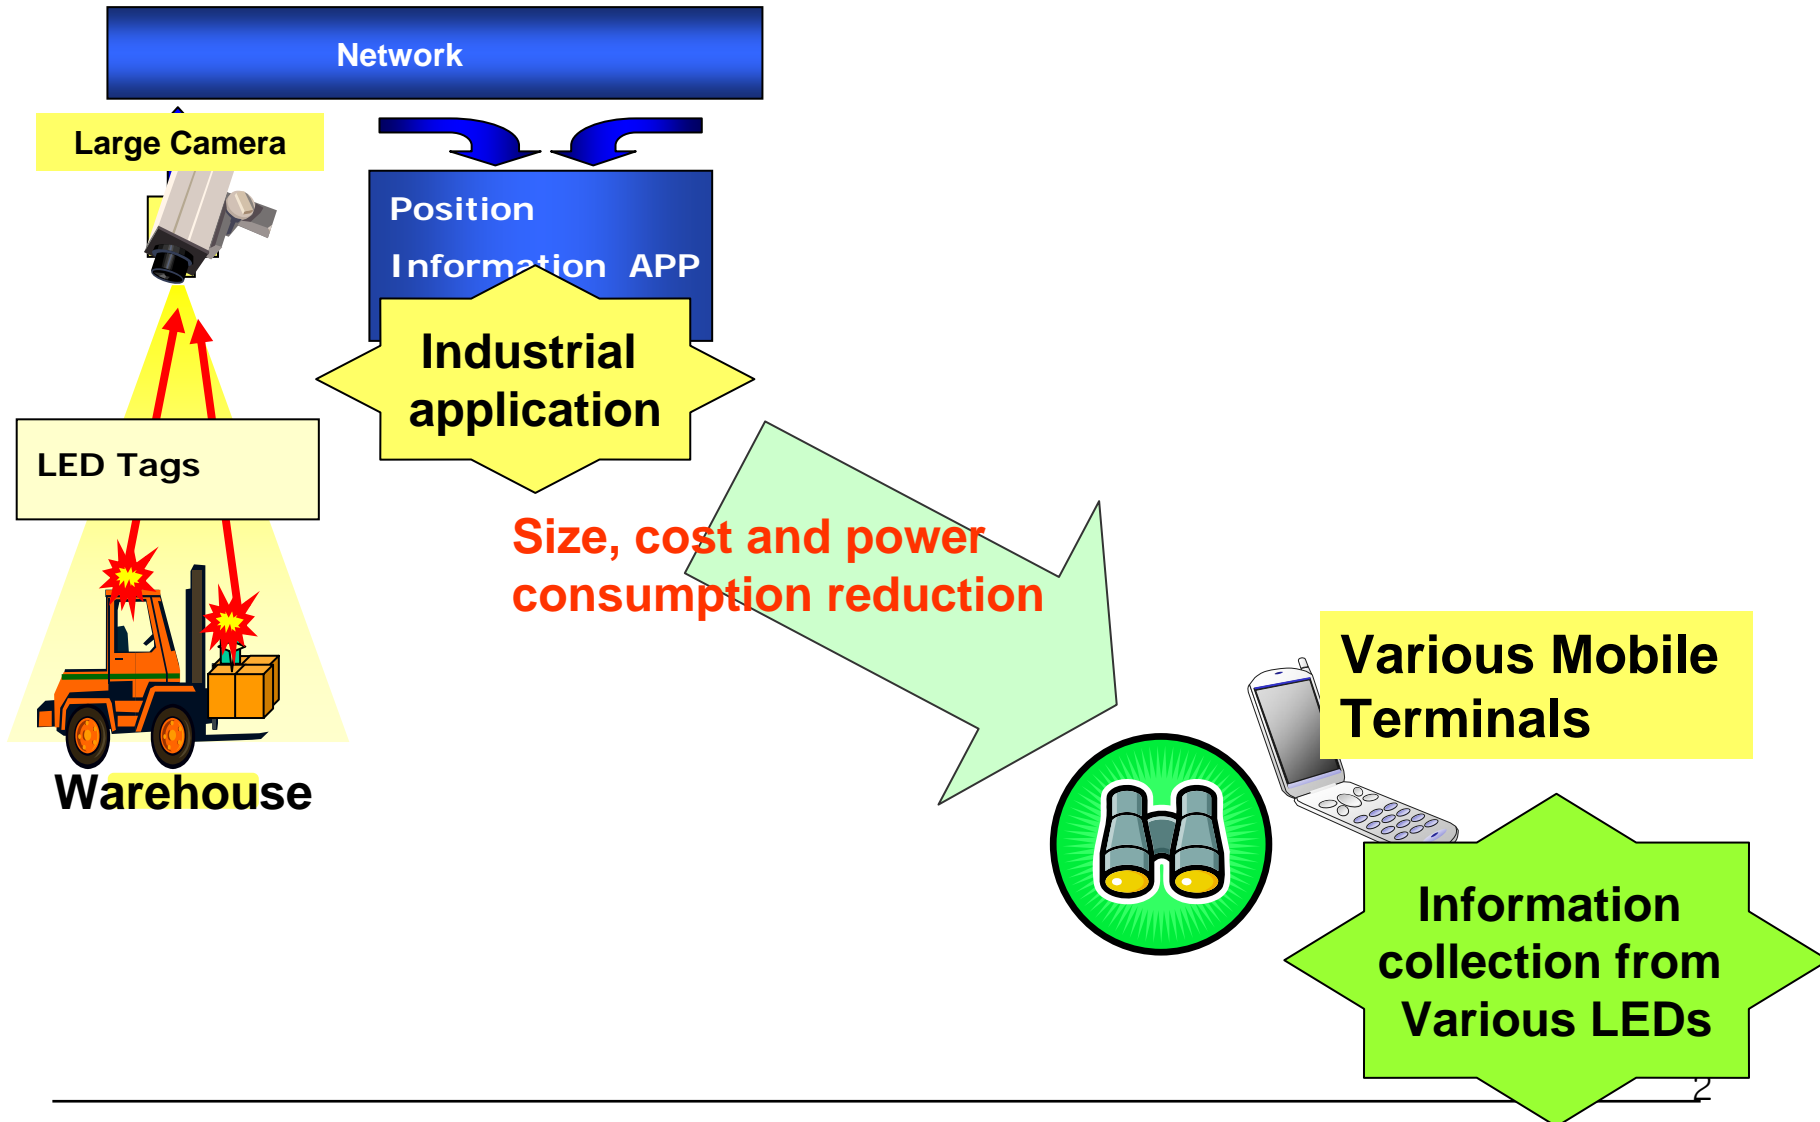 Network
Large Camera
Position
Information APP
Industrial
application
LED Tags
Size, cost and power
consumption reduction
Warehouse
Various Mobile
Terminals
Information
collection from
Various LEDs
2